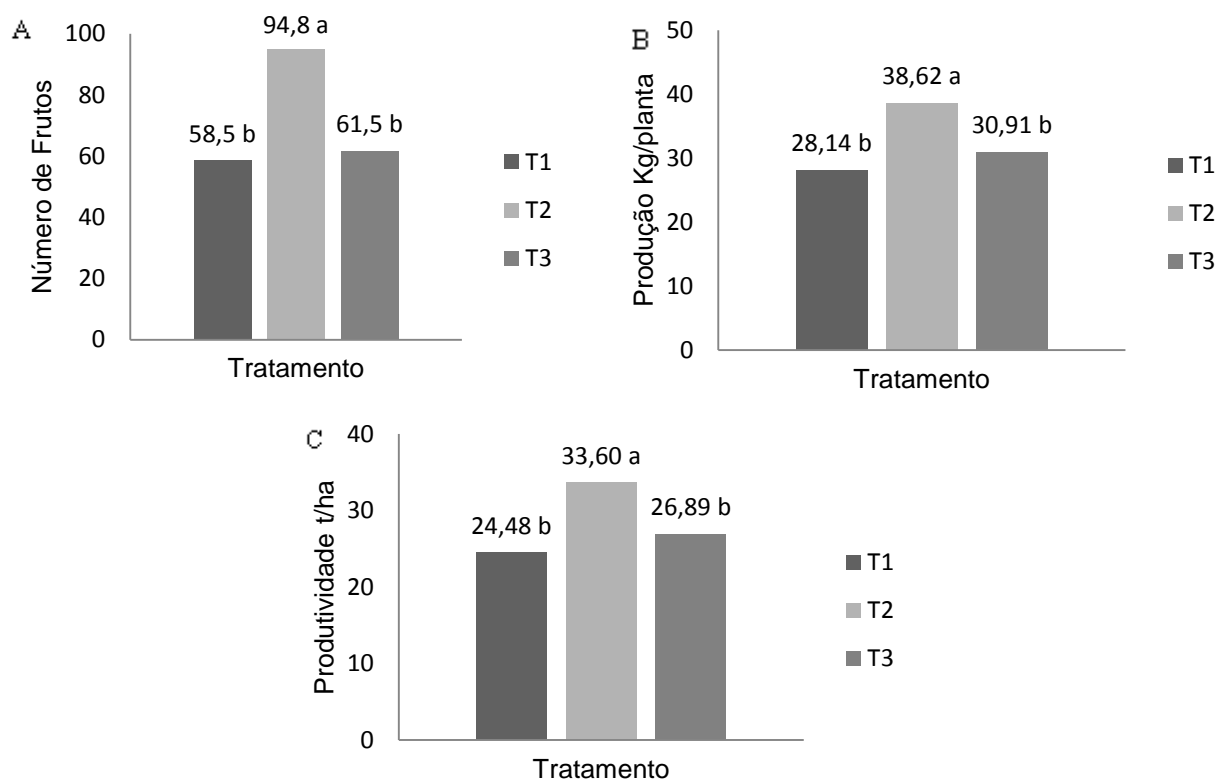 A
Número de Frutos
100
80
60
40
20
0
58,5 b
94,8 a
61,5 b
Tratamento
T1
T2
T3
B
Produção Kg/planta
50
40
30
20
10
0
28,14 b
38,62 a
30,91 b
Tratamento
T1
T2
T3
C
Produtividade t/ha
40
30
20
10
0
24,48 b
33,60 a
26,89 b
Tratamento
T1
T2
T3